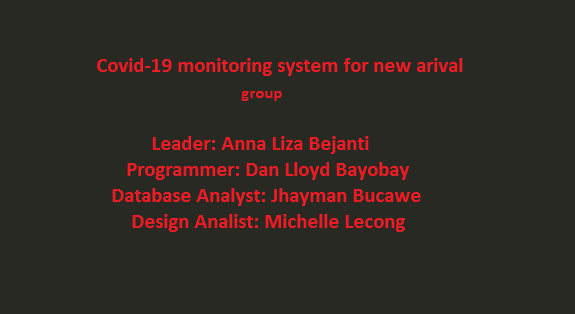 Covid-19 monitoring system for new arival
group
Leader: Anna Liza Bejanti
Programmer: Dan Lloyd Bayobay
Database Analyst: Jhayman Bucawe
Design Analist: Michelle Lecong